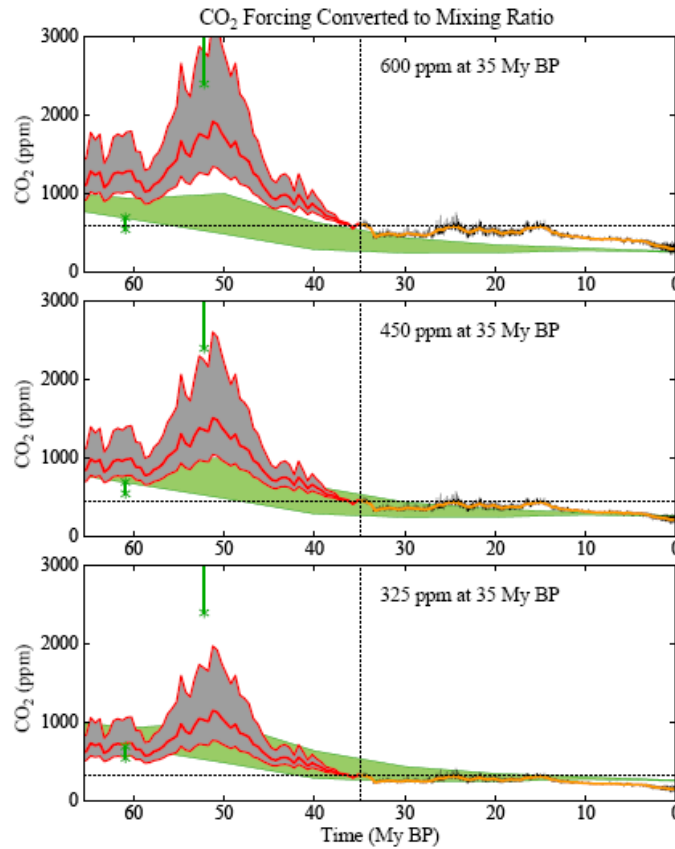 CO₂ Forcing Converted to Mixing Ratio
3000
2000
1000
0
CO₂ (ppm)
600 ppm at 35 My BP
60 50 40 30 20 10 0
3000
2000
1000
0
CO₂ (ppm)
450 ppm at 35 My BP
60 50 40 30 20 10 0
3000
2000
1000
0
CO₂ (ppm)
325 ppm at 35 My BP
60 50 40 30 20 10 0
Time (My BP)